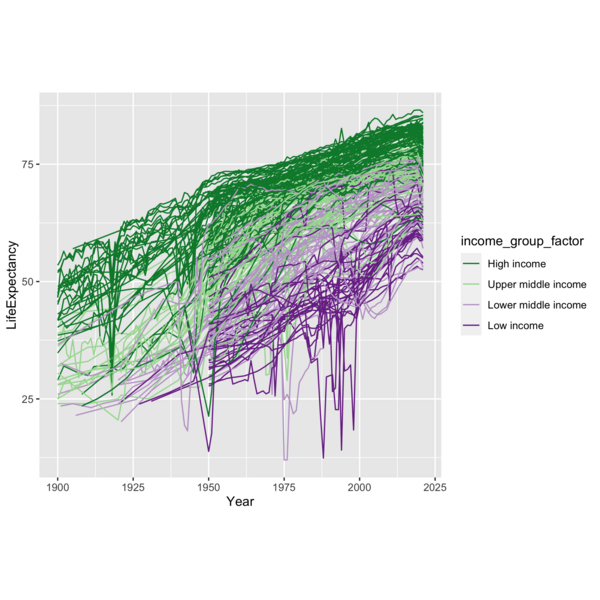 75
50
25
LifeExpectancy
1900
1925
1950
1975
2000
2025
Year
income_group_factor
High income
Upper middle income
Lower middle income
Low income